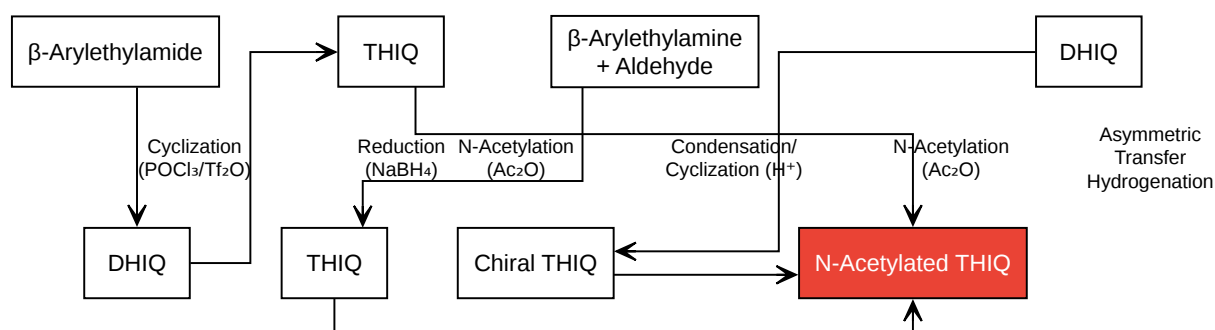 β-Arylethylamide
THIQ
β-Arylethylamine
+ Aldehyde
DHIQ
Cyclization
(POCl₃/Tf₂O)
Reduction
(NaBH₄)
N-Acetylation
(Ac₂O)
Condensation/
Cyclization (H⁺)
N-Acetylation
(Ac₂O)
Asymmetric
Transfer
Hydrogenation
DHIQ
THIQ
Chiral THIQ
N-Acetylated THIQ